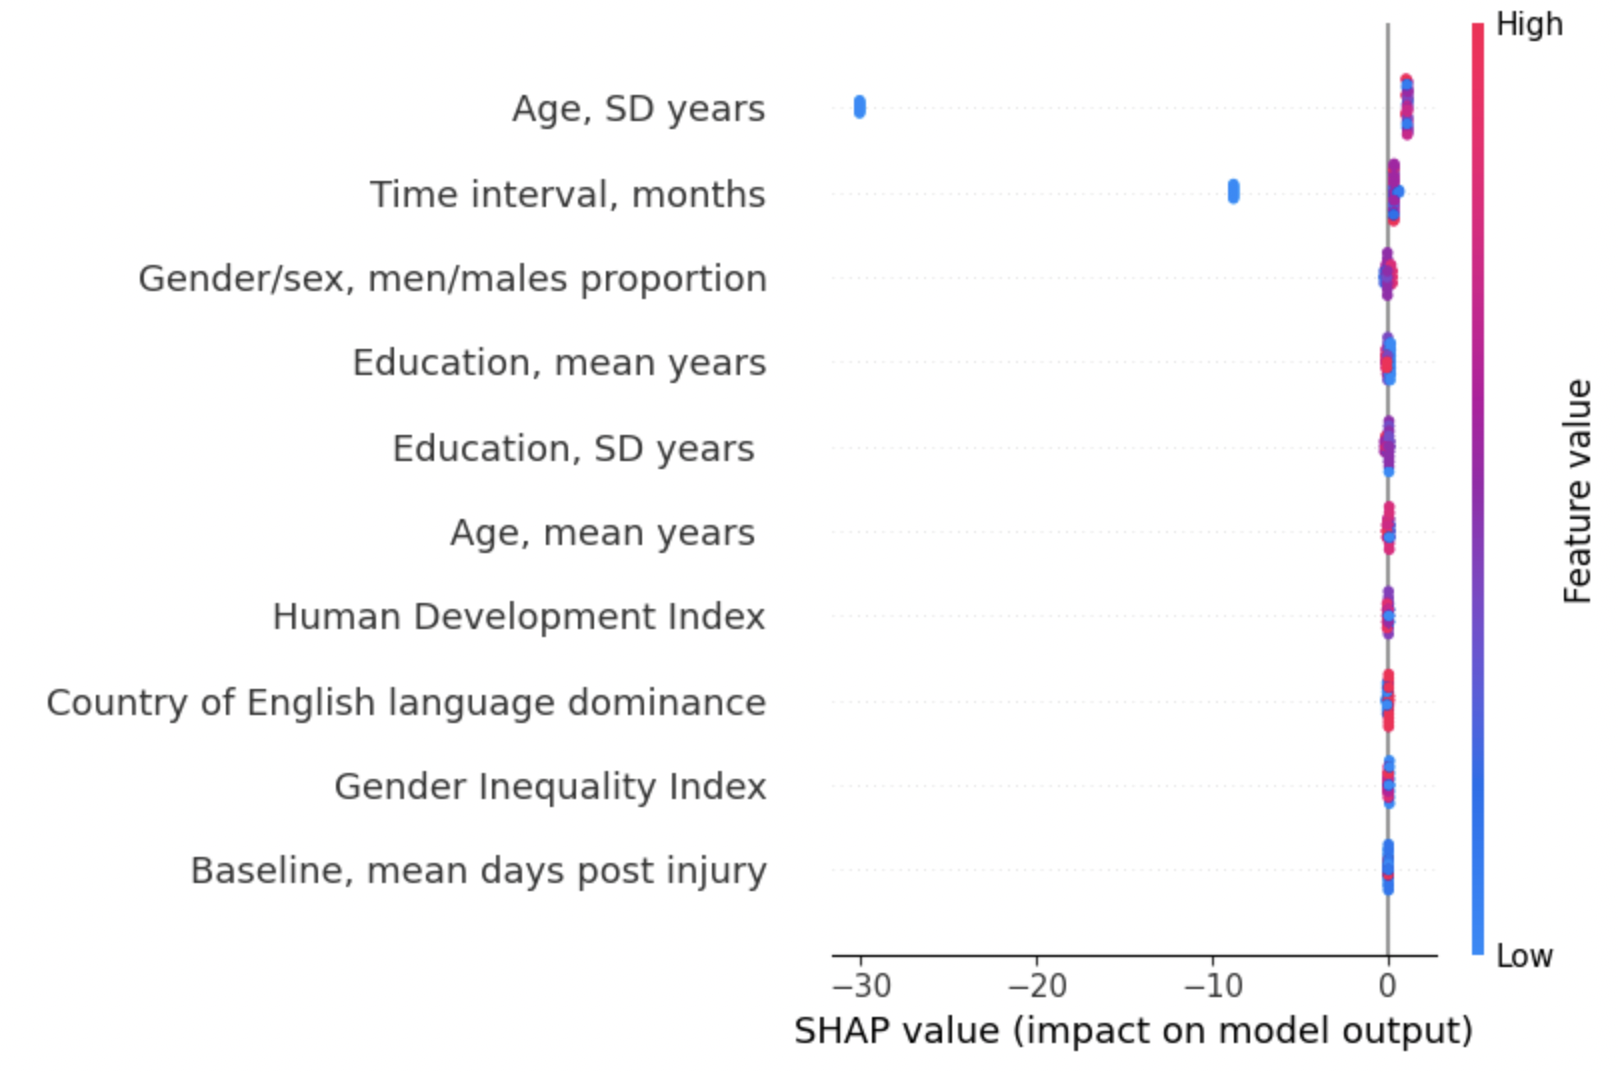 High
Age, SD years
Time interval, months
Gender/sex, men/males proportion
Education, mean years
Education, SD years
Age, mean years
Human Development Index
Country of English language dominance
Gender Inequality Index
Baseline, mean days post injury
Feature value
Low
−30 −20 −10 0
SHAP value (impact on model output)